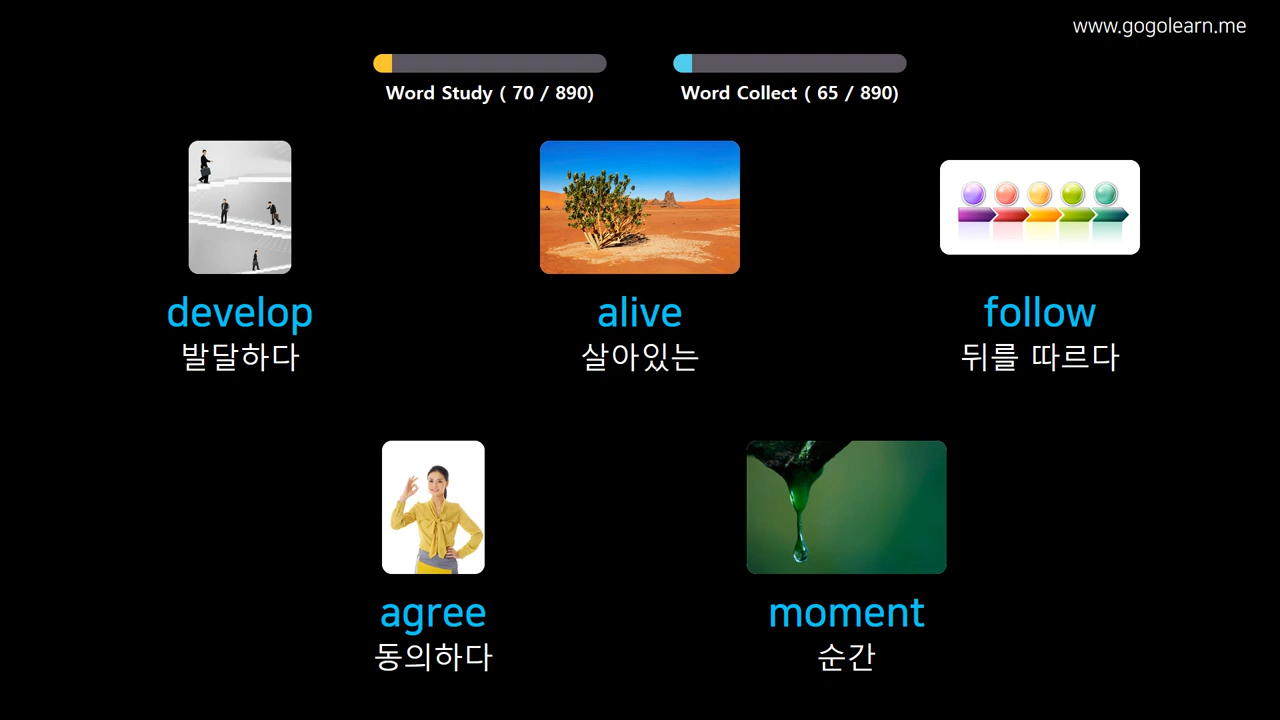 www.gogolearn.me
Word Study ( 70 / 890)
Word Collect ( 65 / 890)
develop
발달하다
alive
살아있는
follow
뒤를 따르다
agree
동의하다
moment
순간